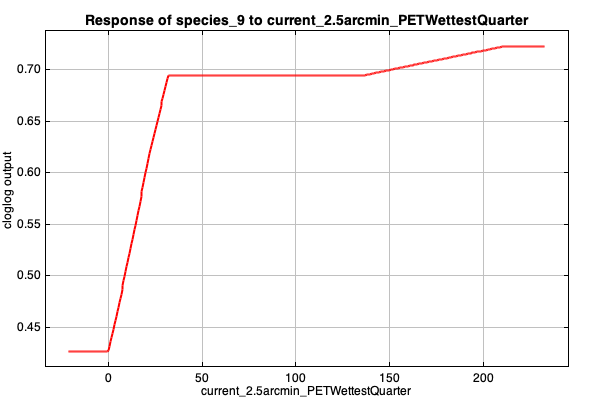 Response of species_9 to current_2.5arcmin_PETWettestQuarter
cloglog output
0.70
0.65
0.60
0.55
0.50
0.45
0 50 100 150 200
current_2.5arcmin_PETWettestQuarter